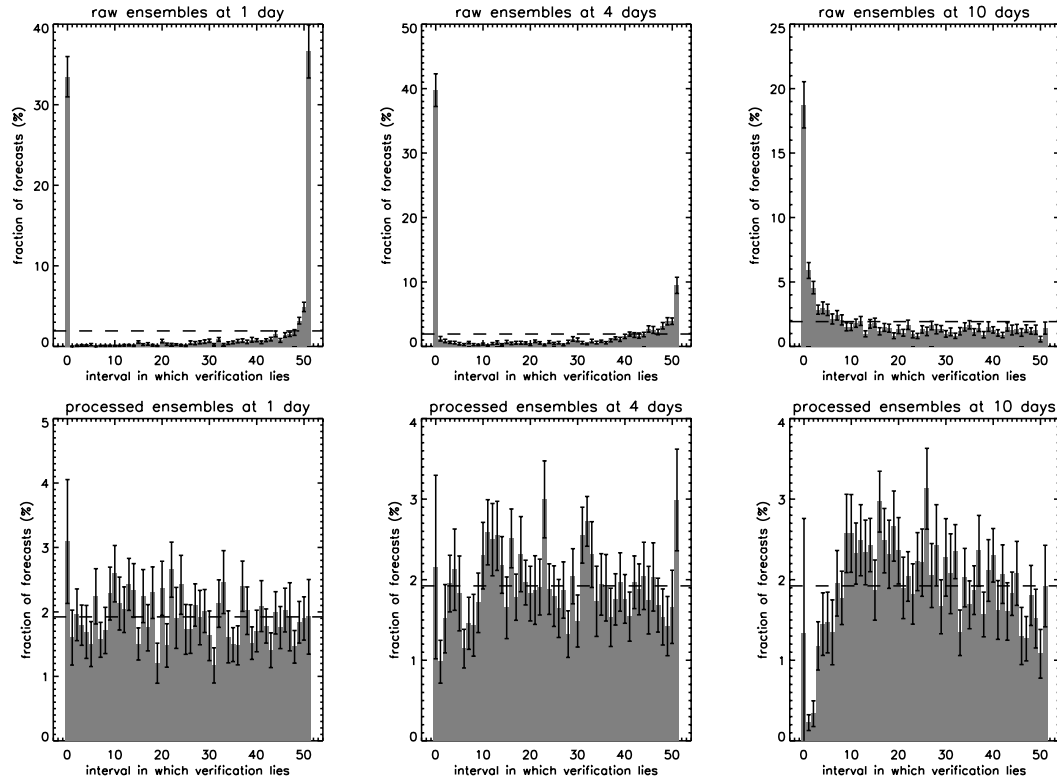 raw ensembles at 1 day
raw ensembles at 4 days
raw ensembles at 10 days
fraction of forecasts (%)
40
30
20
10
0
0 10 20 30 40 50
interval in which verification lies
fraction of forecasts (%)
50
40
30
20
10
0
0 10 20 30 40 50
interval in which verification lies
fraction of forecasts (%)
25
20
15
10
5
0
0 10 20 30 40 50
interval in which verification lies
processed ensembles at 1 day
processed ensembles at 4 days
processed ensembles at 10 days
fraction of forecasts (%)
5
4
3
2
1
0
0 10 20 30 40 50
interval in which verification lies
fraction of forecasts (%)
4
3
2
1
0
0 10 20 30 40 50
interval in which verification lies
fraction of forecasts (%)
4
3
2
1
0
0 10 20 30 40 50
interval in which verification lies